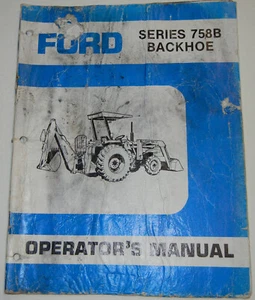 FORD
SERIES 758B
BACKHOE
OPERATOR'S MANUAL